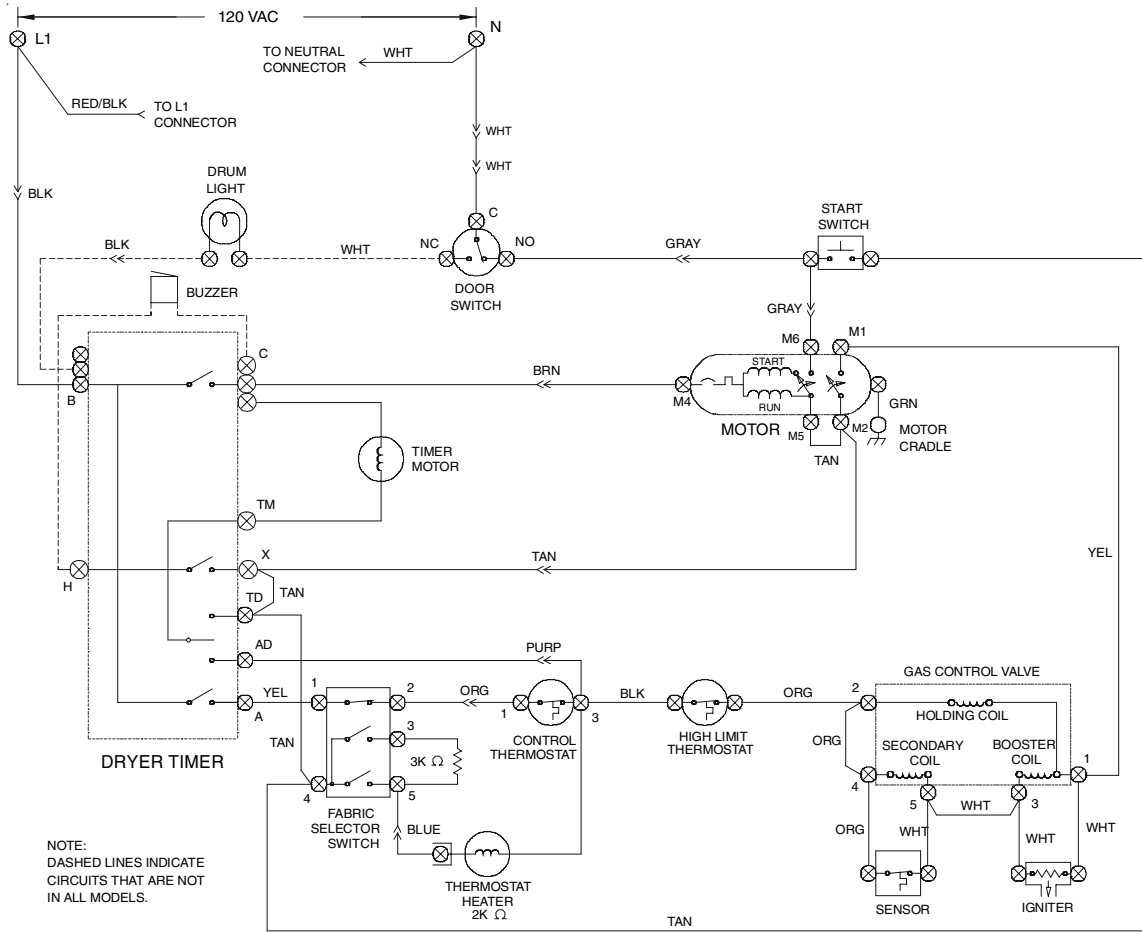 120 VAC
L1
N
TO NEUTRAL
CONNECTOR
WHT
RED/BLK
TO L1
CONNECTOR
WHT
WHT
BLK
DRUM
LIGHT
C
START
SWITCH
BLK
WHT
NC
NO
GRAY
DOOR
SWITCH
BUZZER
GRAY
M6
M1
C
START
B
BRN
M4
RUN
GRN
MOTOR
M5
M2
MOTOR
CRADLE
TAN
TIMER
MOTOR
TM
X
TAN
YEL
H
TAN
TD
AD
PURP
GAS CONTROL VALVE
YEL
A
1
2
ORG
1
3
BLK
ORG
2
HOLDING COIL
TAN
3
CONTROL
THERMOSTAT
HIGH LIMIT
THERMOSTAT
ORG
SECONDARY
COIL
BOOSTER
COIL
3K Ω
DRYER TIMER
4
5
4
1
5
WHT
3
FABRIC
SELECTOR
SWITCH
BLUE
ORG
WHT
WHT
WHT
NOTE:
DASHED LINES INDICATE
CIRCUITS THAT ARE NOT
IN ALL MODELS.
THERMOSTAT
HEATER
2K Ω
SENSOR
IGNITER
TAN